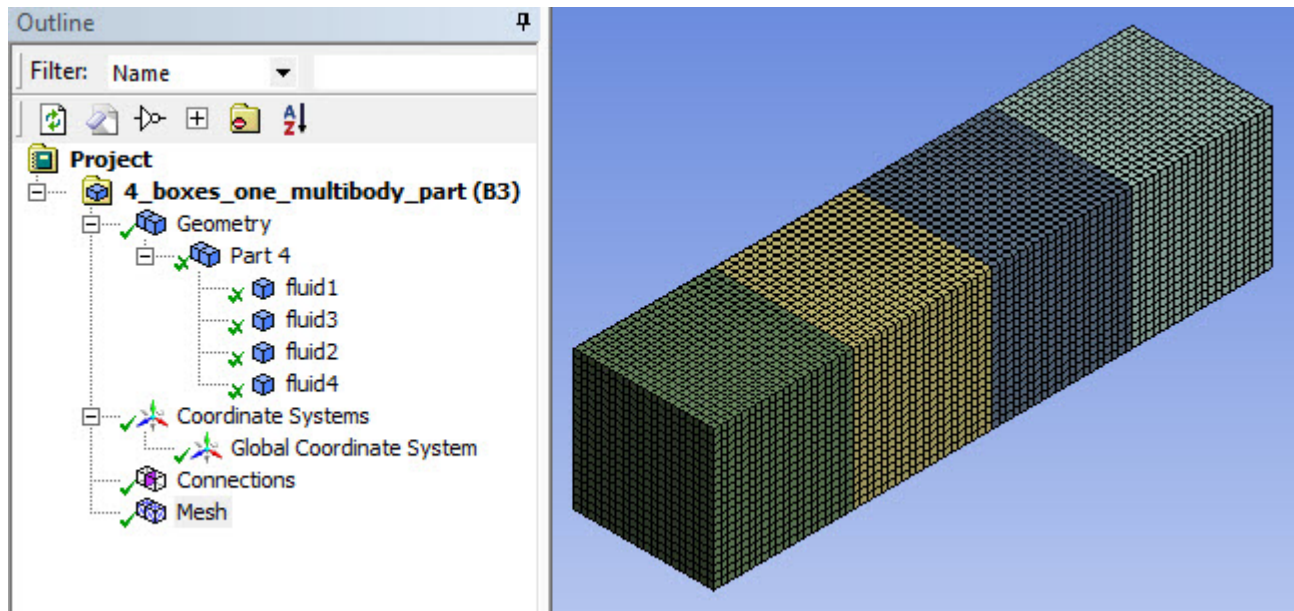 Outline
Filter: Name
A
Z
Project
4_boxes_one_multibody_part (B3)
Geometry
Part 4
fluid1
fluid3
fluid2
fluid4
Coordinate Systems
Global Coordinate System
Connections
Mesh